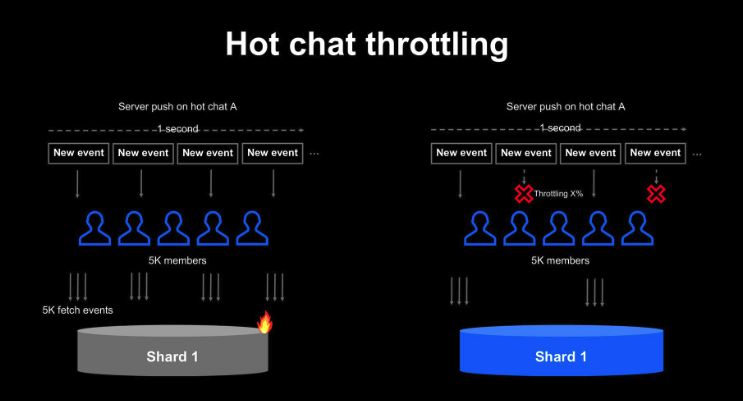 Hot chat throttling
Server push on hot chat A
1 second
New event
New event
New event
New event
...
5K members
5K fetch events
Shard 1
Server push on hot chat A
1 second
New event
New event
New event
New event
...
Throttling X%
5K members
Shard 1